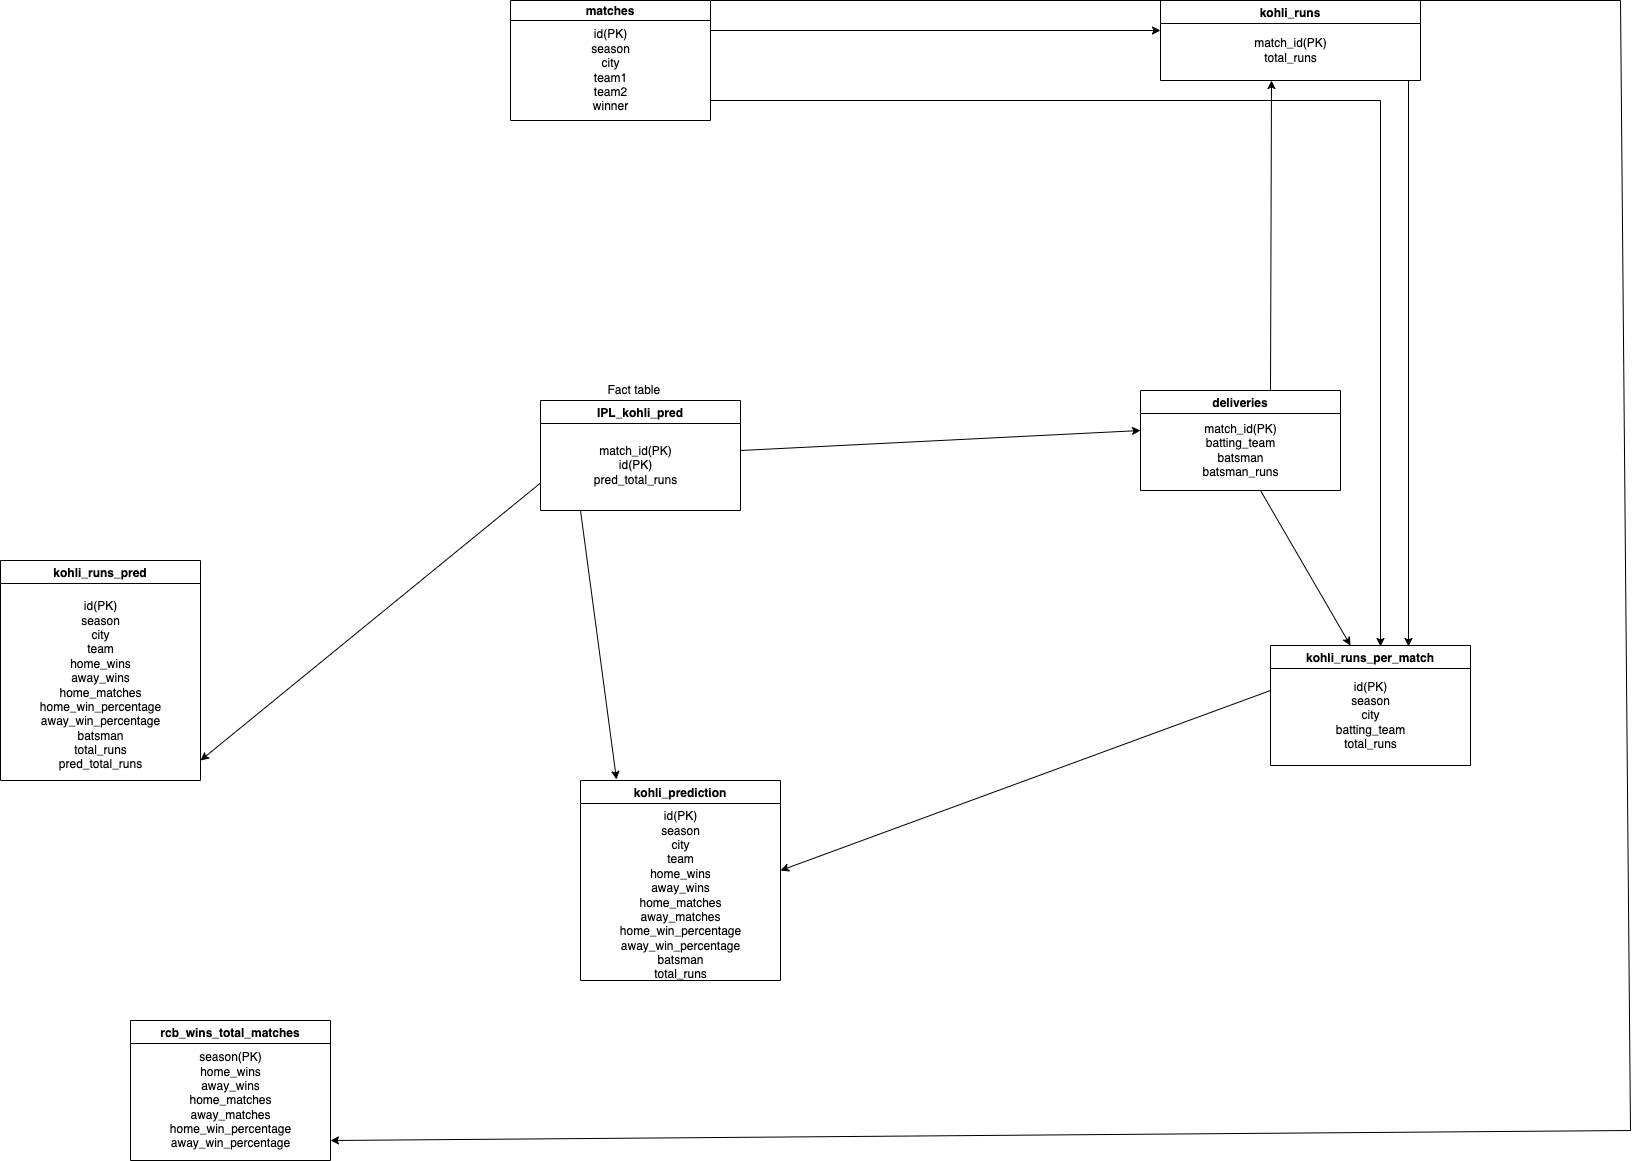 matches
id(PK)
season
city
team1
team2
winner
kohli_runs
match_id(PK)
total_runs
Fact table
IPL_kohli_pred
match_id(PK)
id(PK)
pred_total_runs
deliveries
match_id(PK)
batting_team
batsman
batsman_runs
kohli_runs_pred
id(PK)
season
city
team
home_wins
away_wins
home_matches
home_win_percentage
away_win_percentage
batsman
total_runs
pred_total_runs
kohli_runs_per_match
id(PK)
season
city
batting_team
total_runs
kohli_prediction
id(PK)
season
city
team
home_wins
away_wins
home_matches
away_matches
home_win_percentage
away_win_percentage
batsman
total_runs
rcb_wins_total_matches
season(PK)
home_wins
away_wins
home_matches
away_matches
home_win_percentage
away_win_percentage